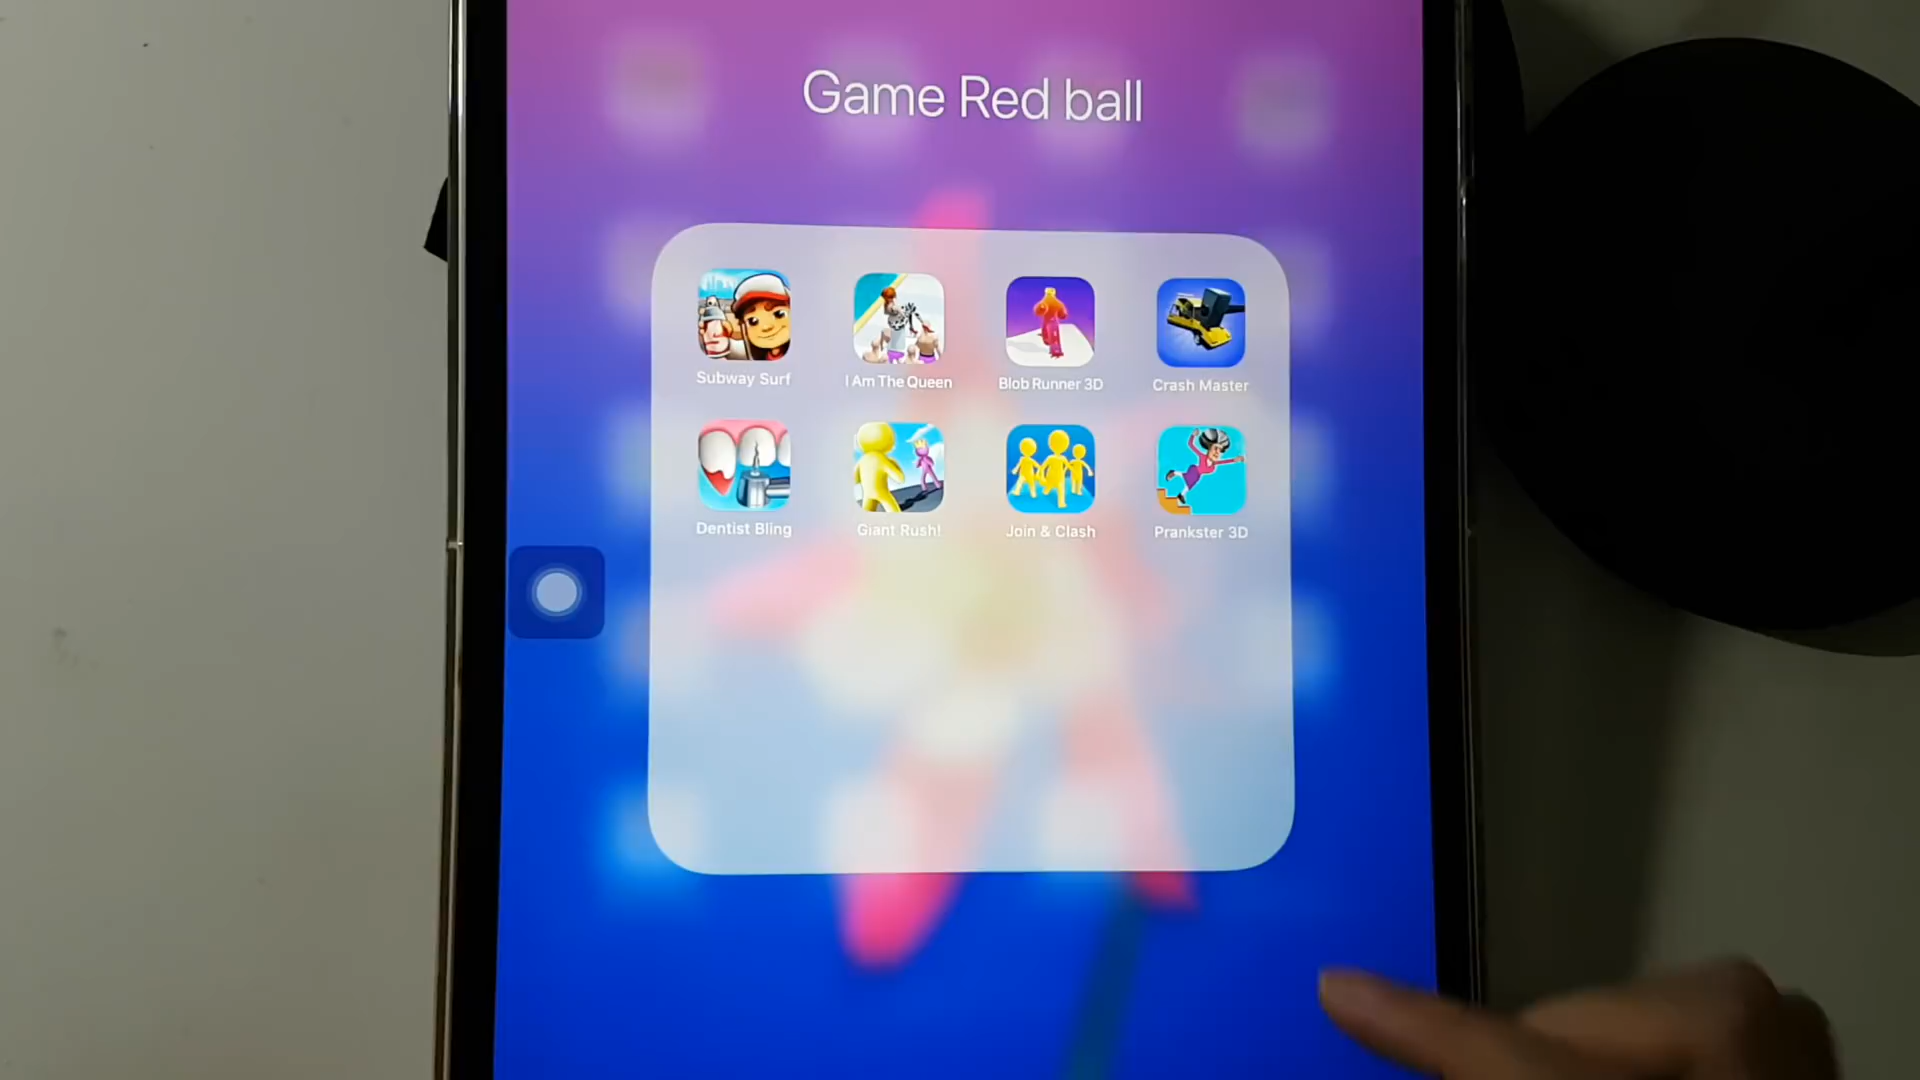 Game Red ball
Subway Surf
I Am The Queen
Blob Runner 3D
Crash Master
Dentist Bling
Giant Rush!
Join & Clash
Prankster 3D